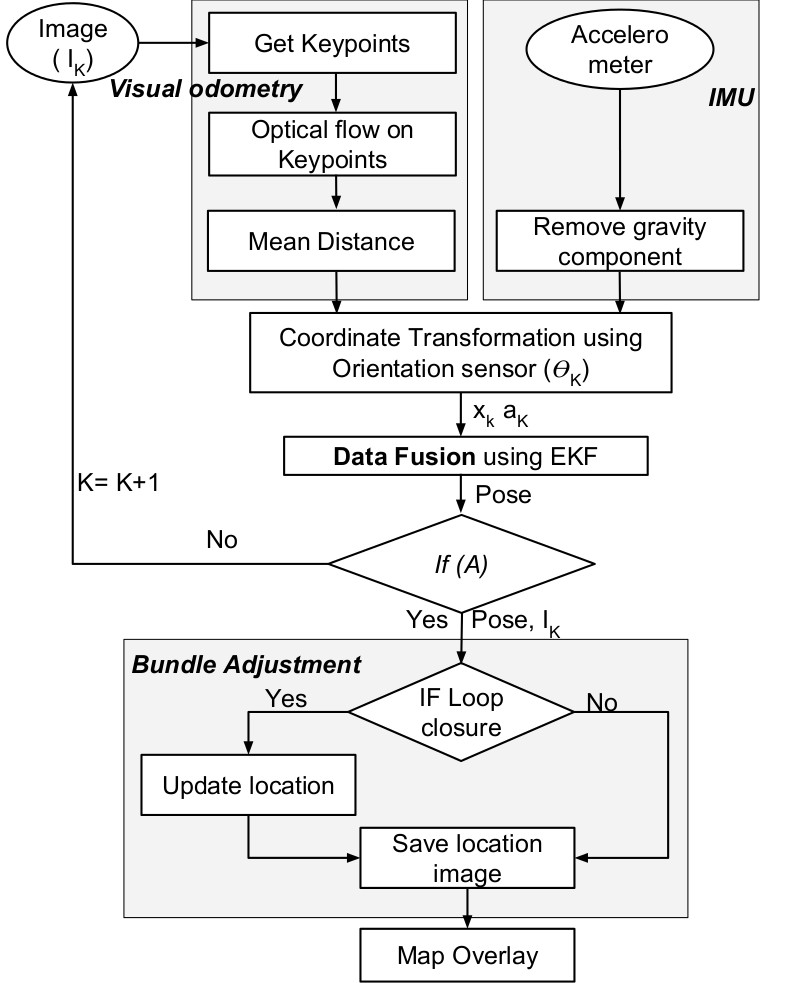 Image
( I_K)
Get Keypoints
Visual odometry
Optical flow on
Keypoints
Mean Distance
Accelero
meter
IMU
Remove gravity
component
Coordinate Transformation using
Orientation sensor (Θ_K)
x_k a_K
Data Fusion using EKF
Pose
K= K+1
No
If (A)
Yes
Pose, I_K
Bundle Adjustment
IF Loop
closure
Yes
No
Update location
Save location
image
Map Overlay